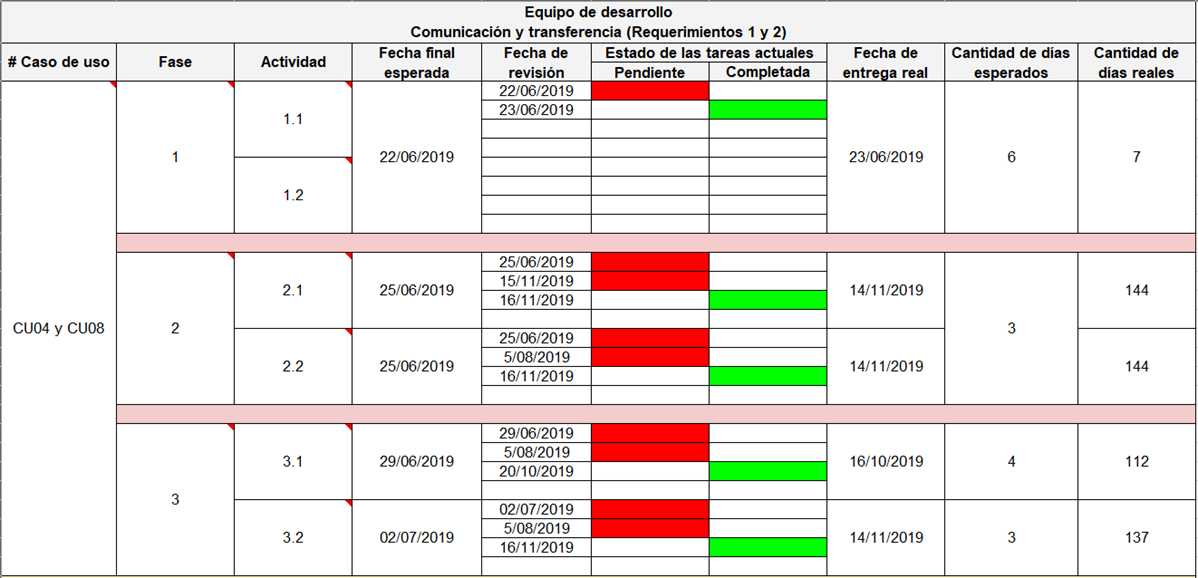 Equipo de desarrollo
Comunicación y transferencia (Requerimientos 1 y 2)
# Caso de uso
Fase
Actividad
Fecha final
esperada
Fecha de
revisión
Estado de las tareas actuales
Pendiente
Completada
Fecha de
entrega real
Cantidad de días
esperados
Cantidad de
días reales
CU04 y CU08
1
1.1
1.2
22/06/2019
22/06/2019
23/06/2019
23/06/2019
6
7
2
2.1
25/06/2019
25/06/2019
15/11/2019
16/11/2019
14/11/2019
3
144
2.2
25/06/2019
25/06/2019
5/08/2019
16/11/2019
14/11/2019
144
3
3.1
29/06/2019
29/06/2019
5/08/2019
20/10/2019
16/10/2019
4
112
3.2
02/07/2019
02/07/2019
5/08/2019
16/11/2019
14/11/2019
3
137